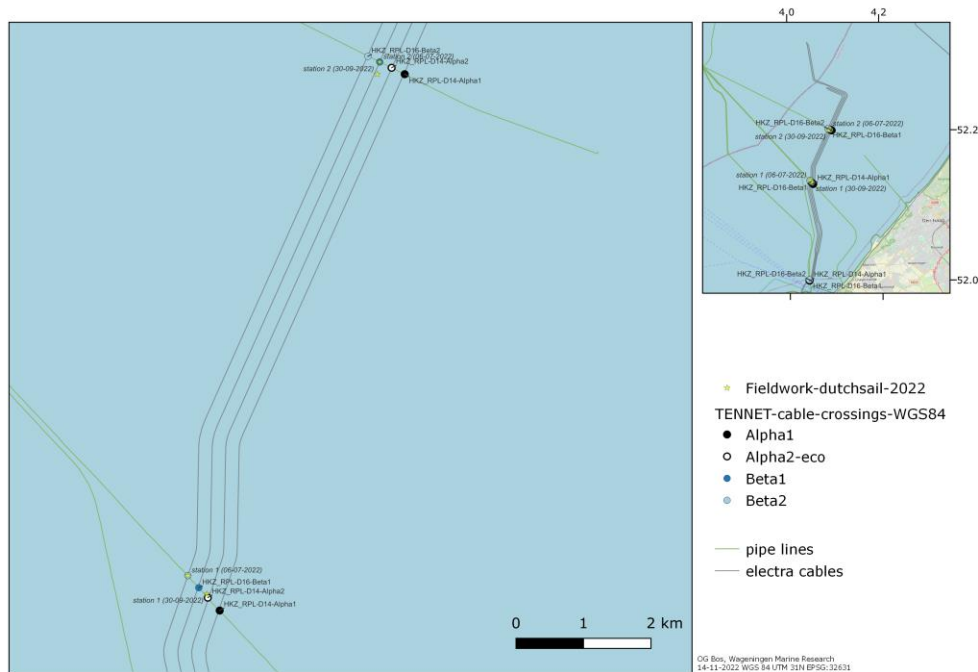 HKZ_RPL-D16-Beta2
station 2 (06-07-2022)
HKZ_RPL-D14-Alpha2
station 2 (30-09-2022)
HKZ_RPL-D14-Alpha1
station 1 (06-07-2022)
HKZ_RPL-D16-Beta1
HKZ_RPL-D14-Alpha2
station 1 (30-09-2022)
HKZ_RPL-D14-Alpha1
0 1 2 km
4,0 4,2
52.2
52.0
HKZ_RPL-D16-Beta2
station 2 (06-07-2022)
station 2 (30-09-2022)
HKZ_RPL-D16-Beta1
station 1 (06-07-2022)
HKZ_RPL-D14-Alpha1
HKZ_RPL-D16-Beta1
station 1 (30-09-2022)
HKZ_RPL-D16-Beta2
HKZ_RPL-D14-Alpha1
HKZ_RPL-D16-Beta1
Fieldwork-dutchsail-2022
TENNET-cable-crossings-WGS84
Alpha1
Alpha2-eco
Beta1
Beta2
pipe lines
electra cables
OG Bos, Wageningen Marine Research
14-11-2022 WGS 84 UTM 31N EPSG:32631